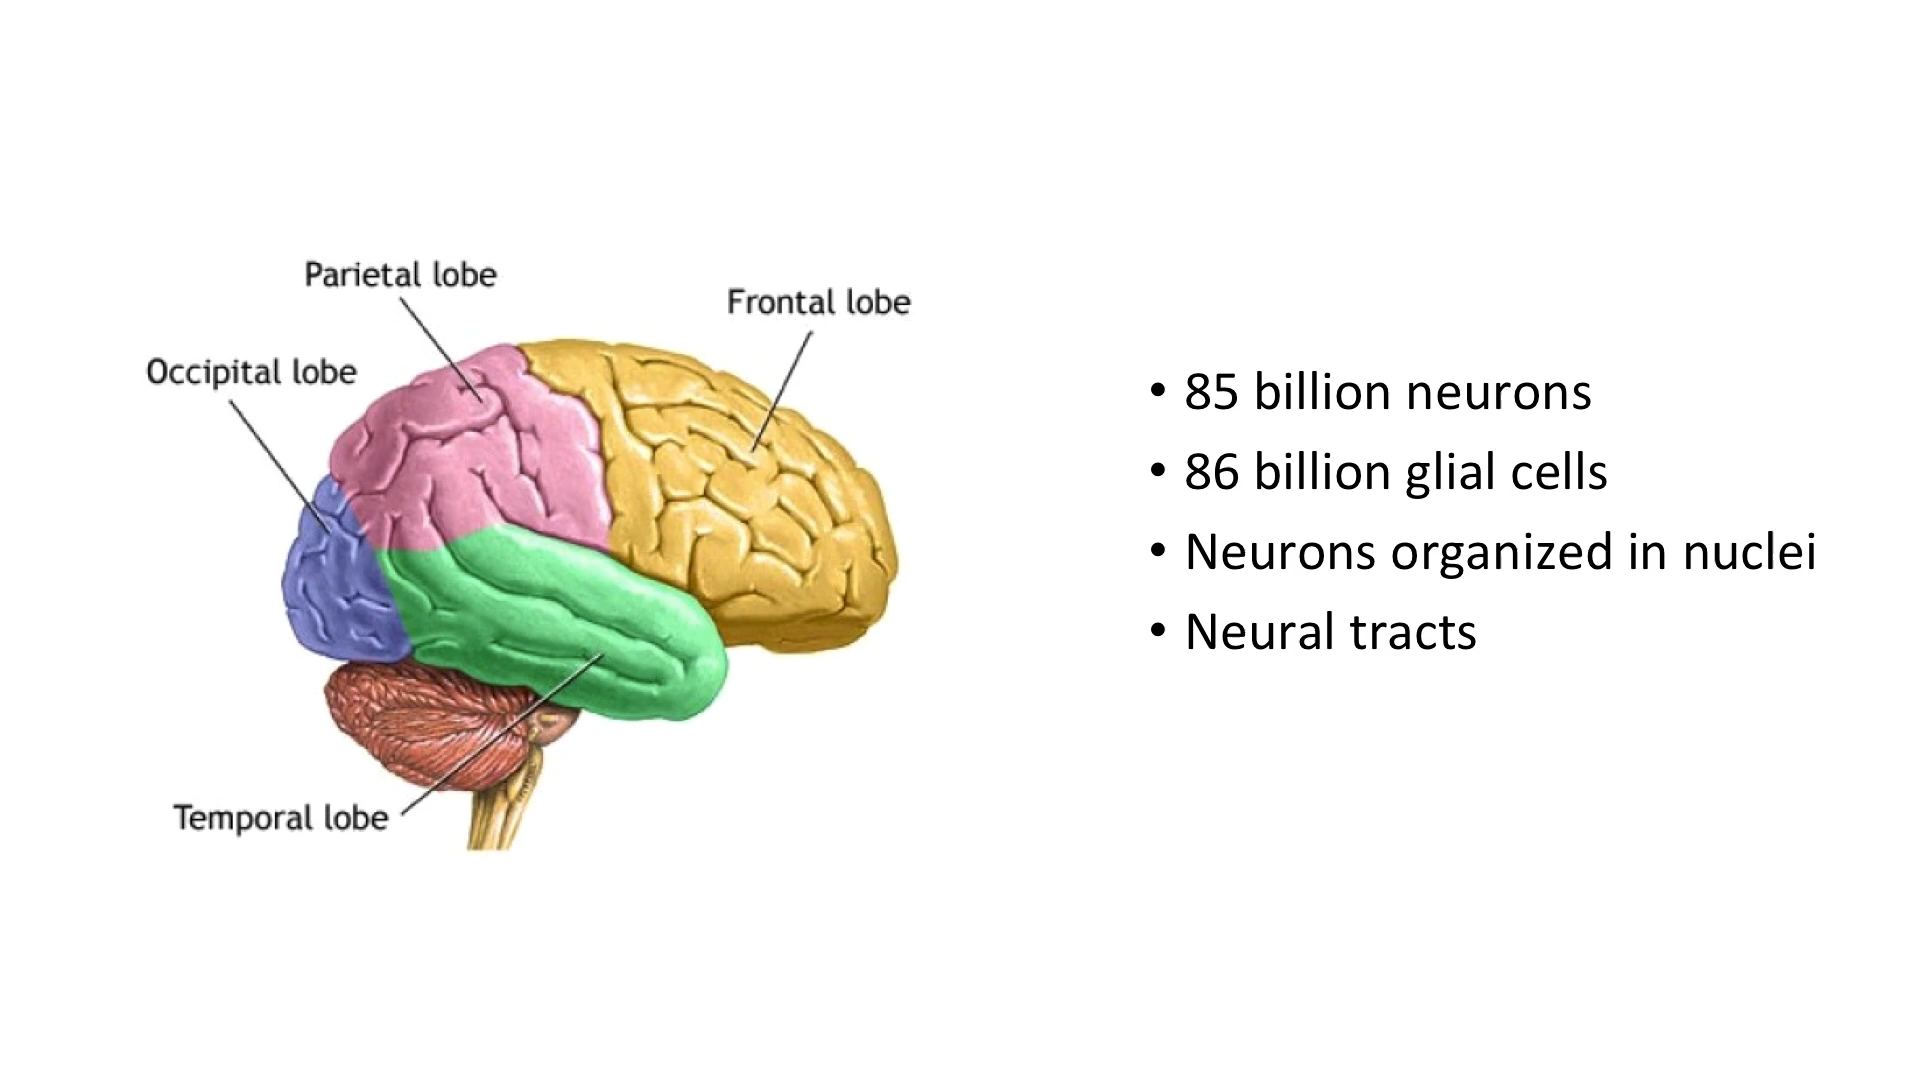 Parietal lobe
Frontal lobe
Occipital lobe
Temporal lobe
• 85 billion neurons
• 86 billion glial cells
• Neurons organized in nuclei
• Neural tracts